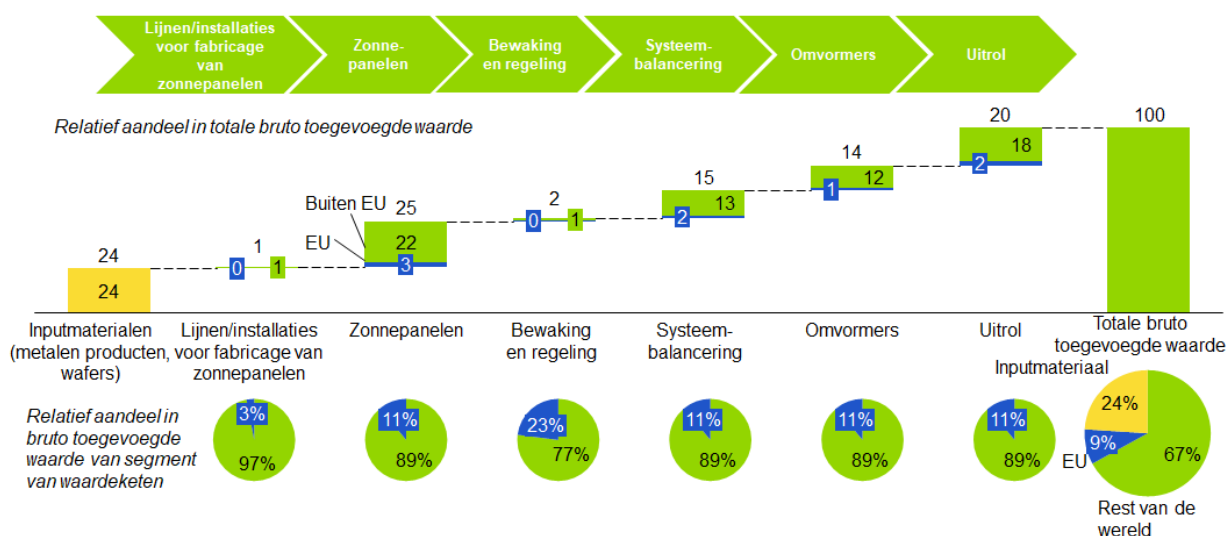 Lijnen/installaties
voor fabricage
van
zonnepanelen
Zonne-
panelen
Bewaking
en regeling
Systeem-
balancering
Omvormers
Uitrol
Relatief aandeel in totale bruto toegevoegde waarde
24
24
1
0
1
Buiten EU
EU
25
22
3
2
0
1
15
2
13
14
1
12
20
2
18
100
Inputmaterialen
(metalen producten,
wafers)
Lijnen/installaties
voor fabricage van
zonnepanelen
Zonnepanelen
Bewaking
en regeling
Systeem-
balancering
Omvormers
Uitrol
Totale bruto
toegevoegde waarde
Relatief aandeel in
bruto toegevoegde
waarde van segment
van waardeketen
3%
97%
11%
89%
23%
77%
11%
89%
11%
89%
11%
89%
Inputmateriaal
24%
9%
EU
67%
Rest van de
wereld